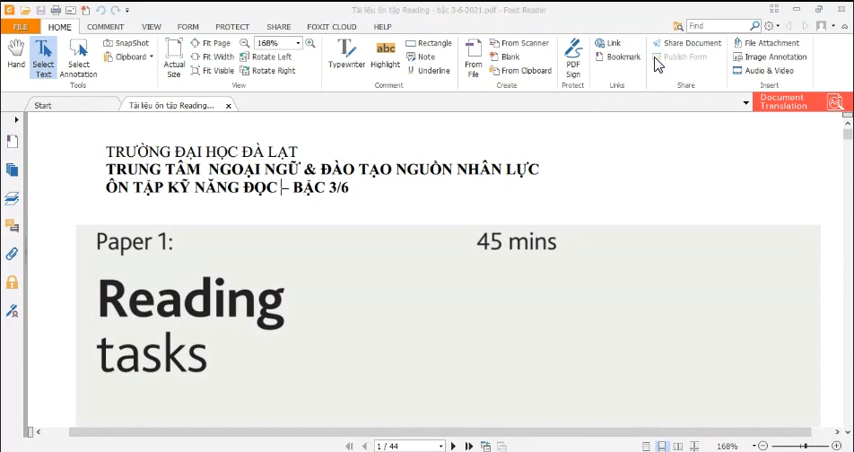 Tài liệu ôn tập Reading - bậc 3-6-2021.pdf - Foxit Reader
FILE HOME COMMENT VIEW FORM PROTECT SHARE FOXIT CLOUD HELP Find
Hand
Select Text
Select Annotation
SnapShot
Clipboard
Tools
Actual Size
Fit Page
Fit Width
Fit Visible
168%
Rotate Left
Rotate Right
View
Typewriter
Highlight
Rectangle
Note
Underline
Comment
From File
From Scanner
Blank
From Clipboard
Create
PDF Sign
Protect
Link
Bookmark
Links
Share Document
Publish Form
Share
File Attachment
Image Annotation
Audio & Video
Insert
Start
Tài liệu ôn tập Reading...
Document Translation
TRƯỜNG ĐẠI HỌC ĐÀ LẠT
TRUNG TÂM NGOẠI NGỮ & ĐÀO TẠO NGUỒN NHÂN LỰC
ÔN TẬP KỸ NĂNG ĐỌC – BẬC 3/6
Paper 1: 45 mins
Reading
tasks
1 / 44
168%